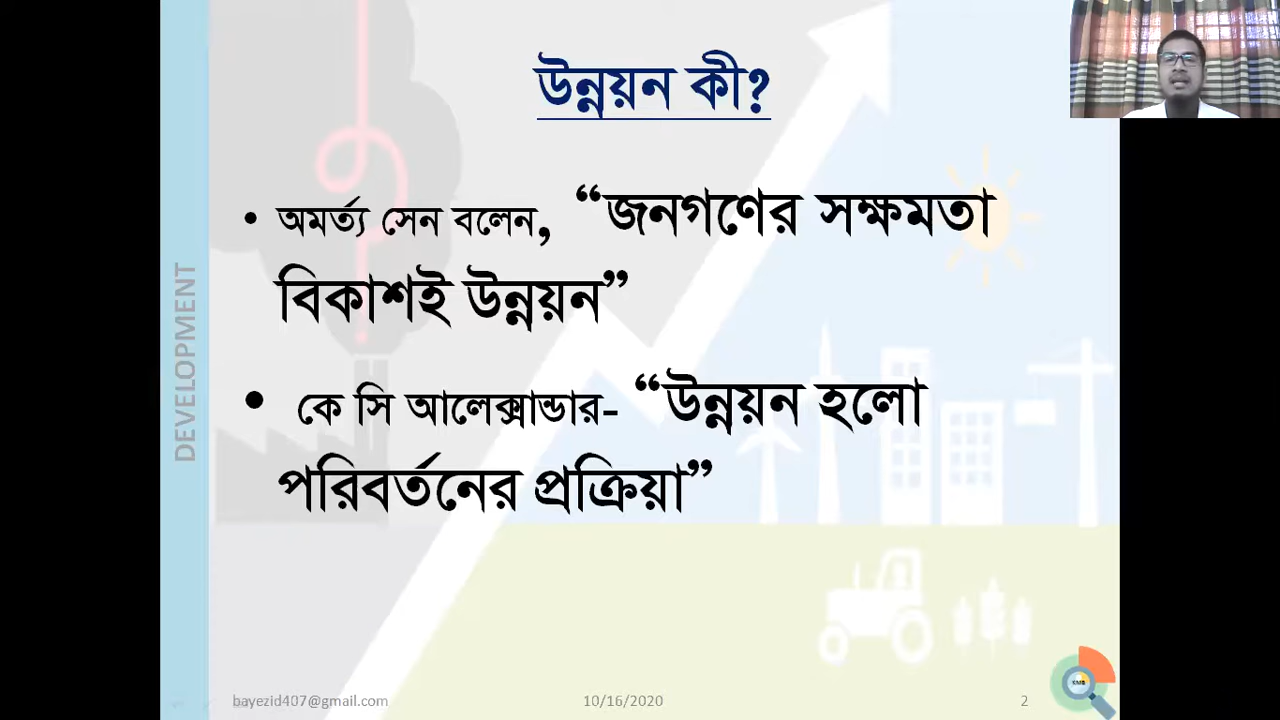 উন্নয়ন কী?
• অমর্ত্য সেন বলেন, “জনগণের সক্ষমতা
বিকাশই উন্নয়ন”
• কে সি আলেক্সান্ডার- “উন্নয়ন হলো
পরিবর্তনের প্রক্রিয়া”
DEVELOPMENT
bayezid407@gmail.com
10/16/2020
2
KMB